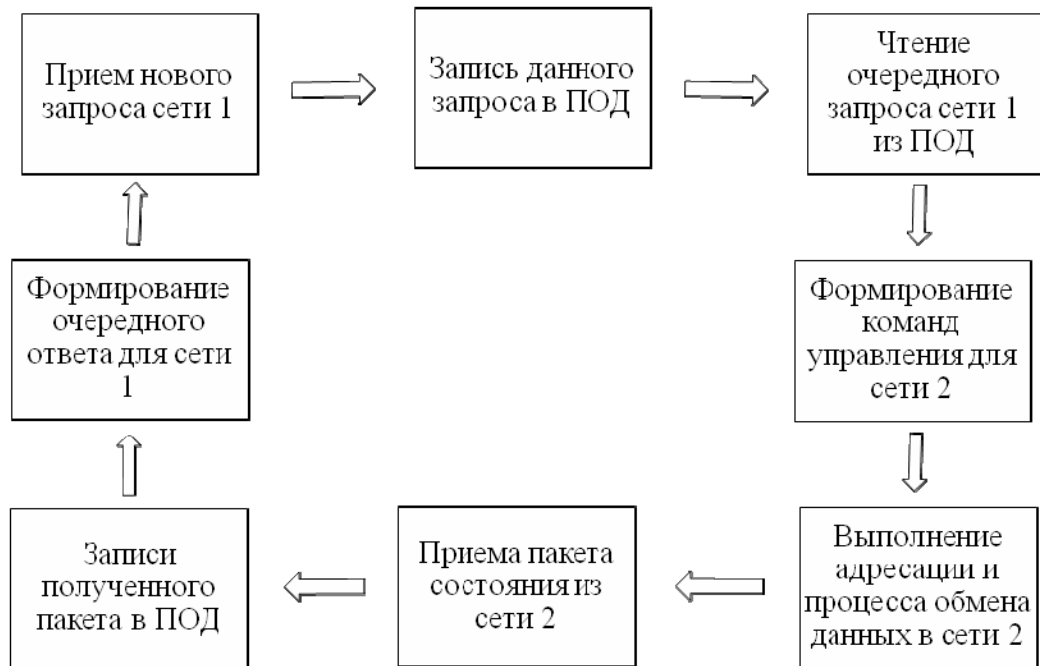 Прием нового
запроса сети 1
Запись данного
запроса в ПОД
Чтение
очередного
запроса сети 1
из ПОД
Формирование
очередного
ответа для сети
1
Формирование
команд
управления для
сети 2
Записи
полученного
пакета в ПОД
Приема пакета
состояния из
сети 2
Выполнение
адресации и
процесса обмена
данных в сети 2